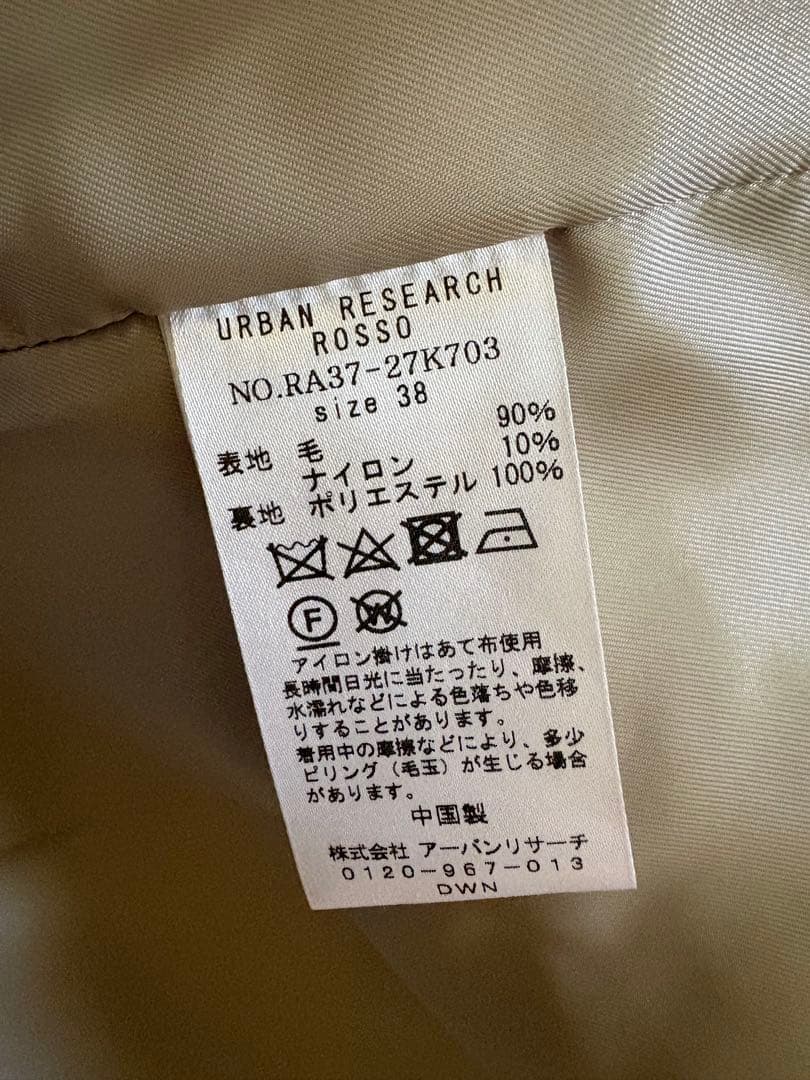 URBAN RESEARCH
ROSSO
NO.RA37-27K703
size 38
表地 毛 90%
ナイロン 10%
裏地 ポリエステル 100%
F W
アイロン掛けはあて布使用
長時間日光に当たったり、摩擦、
水濡れなどによる色落ちや色移
りすることがあります。
着用中の摩擦などにより、多少
ピリング（毛玉）が生じる場合
があります。
中国製
株式会社 アーバンリサーチ
0120-967-013
DWN